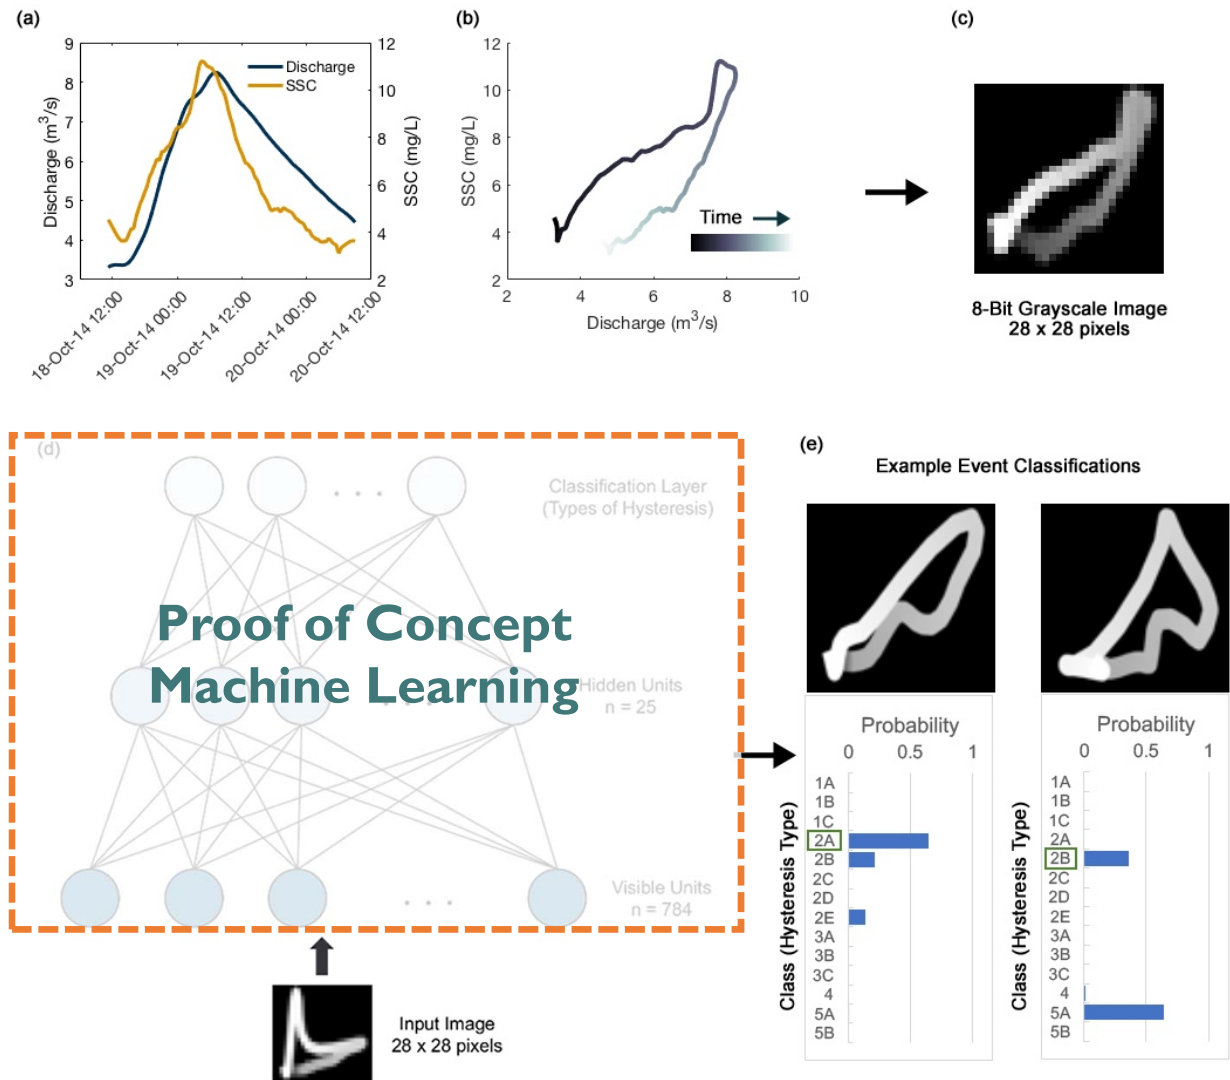 (a)
9
8
7
6
5
4
3
Discharge (m³/s)
12
10
8
6
4
2
SSC (mg/L)
Discharge
SSC
18-Oct-14 12:00
19-Oct-14 00:00
19-Oct-14 12:00
20-Oct-14 00:00
20-Oct-14 12:00
(b)
12
10
8
6
4
2
SSC (mg/L)
Time
2
4
6
8
10
Discharge (m³/s)
(c)
8-Bit Grayscale Image
28 x 28 pixels
(d)
Classification Layer
(Types of Hysteresis)
Proof of Concept
Machine Learning
Hidden Units
n = 25
Visible Units
n = 784
Input Image
28 x 28 pixels
(e)
Example Event Classifications
Probability
0 0.5 1
Class (Hysteresis Type)
1A
1B
1C
2A
2B
2C
2D
2E
3A
3B
3C
4
5A
5B
Probability
0 0.5 1
Class (Hysteresis Type)
1A
1B
1C
2A
2B
2C
2D
2E
3A
3B
3C
4
5A
5B